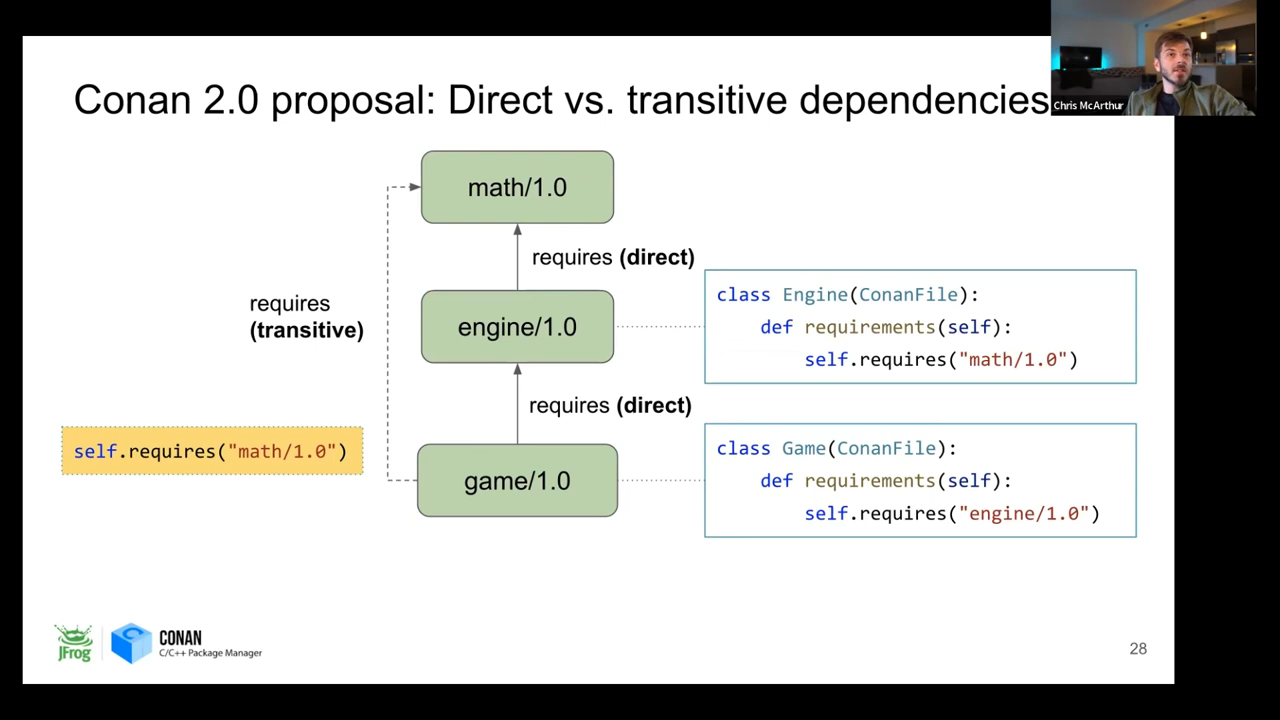 Conan 2.0 proposal: Direct vs. transitive dependencies
Chris McArthur
math/1.0
requires (direct)
requires
(transitive)
engine/1.0
class Engine(ConanFile):
def requirements(self):
self.requires("math/1.0")
requires (direct)
self.requires("math/1.0")
game/1.0
class Game(ConanFile):
def requirements(self):
self.requires("engine/1.0")
JFrog
CONAN
C/C++ Package Manager
28